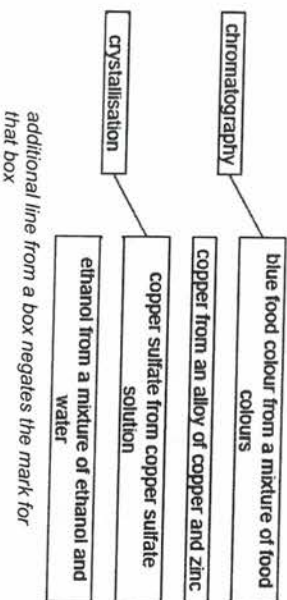 chromatography
blue food colour from a mixture of food
colours
copper from an alloy of copper and zinc
crystallisation
copper sulfate from copper sulfate
solution
ethanol from a mixture of ethanol and
water
additional line from a box negates the mark for
that box